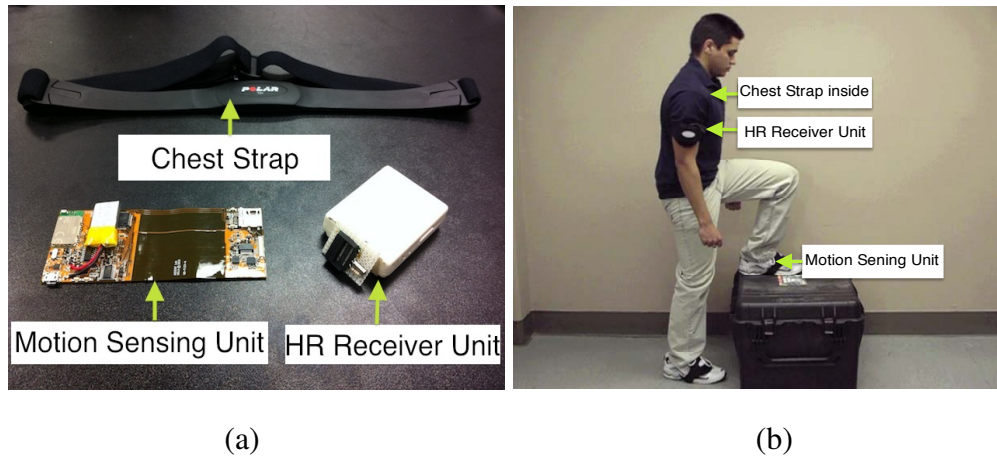 POLAR
Chest Strap
Motion Sensing Unit
HR Receiver Unit
(a)
Chest Strap inside
HR Receiver Unit
Motion Sening Unit
(b)